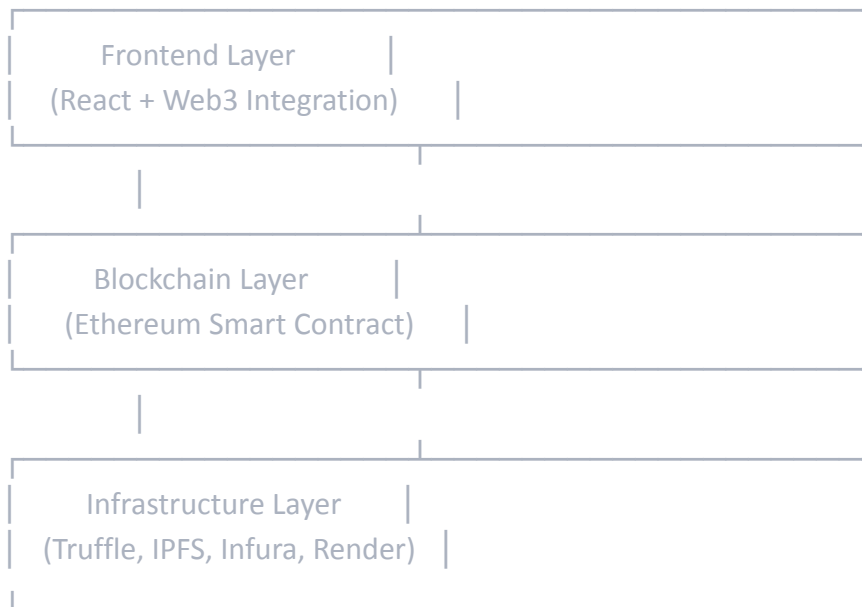 Frontend Layer
(React + Web3 Integration)
Blockchain Layer
(Ethereum Smart Contract)
Infrastructure Layer
(Truffle, IPFS, Infura, Render)